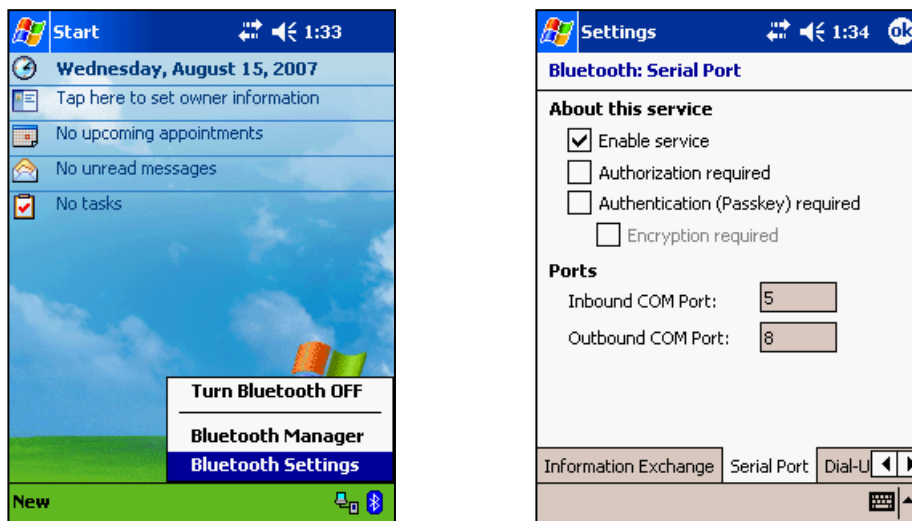 Start 1:33
Wednesday, August 15, 2007
Tap here to set owner information
No upcoming appointments
No unread messages
No tasks
Turn Bluetooth OFF
Bluetooth Manager
Bluetooth Settings
New
Settings 1:34 ok
Bluetooth: Serial Port
About this service
Enable service
Authorization required
Authentication (Passkey) required
Encryption required
Ports
Inbound COM Port: 5
Outbound COM Port: 8
Information Exchange Serial Port Dial-U